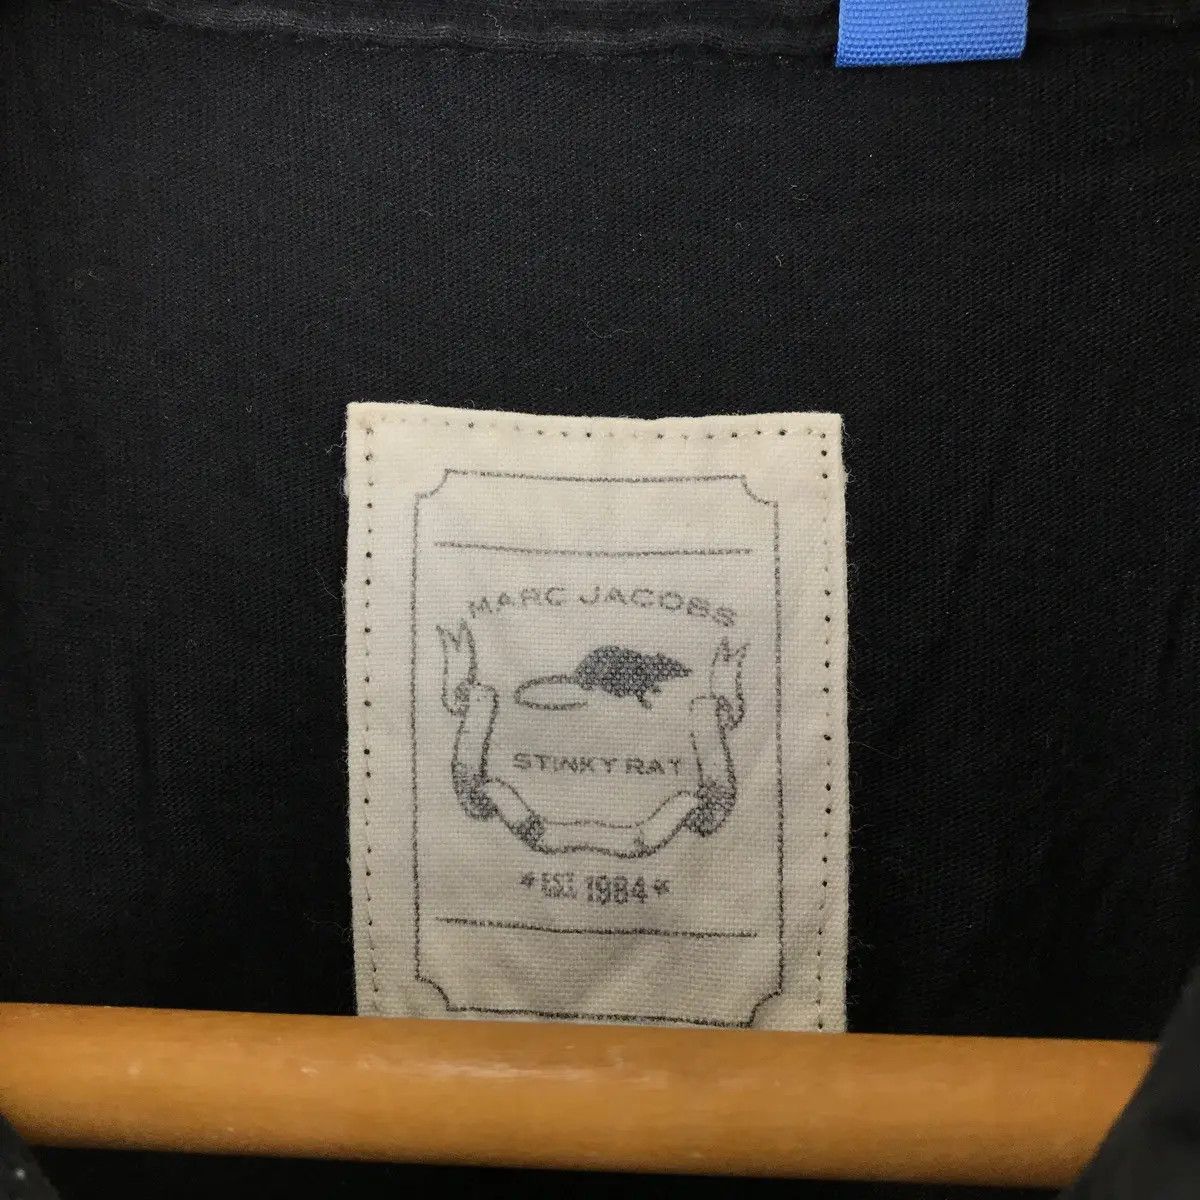 MARC JACOBS
STINKY RAT
* EST. 1984 *